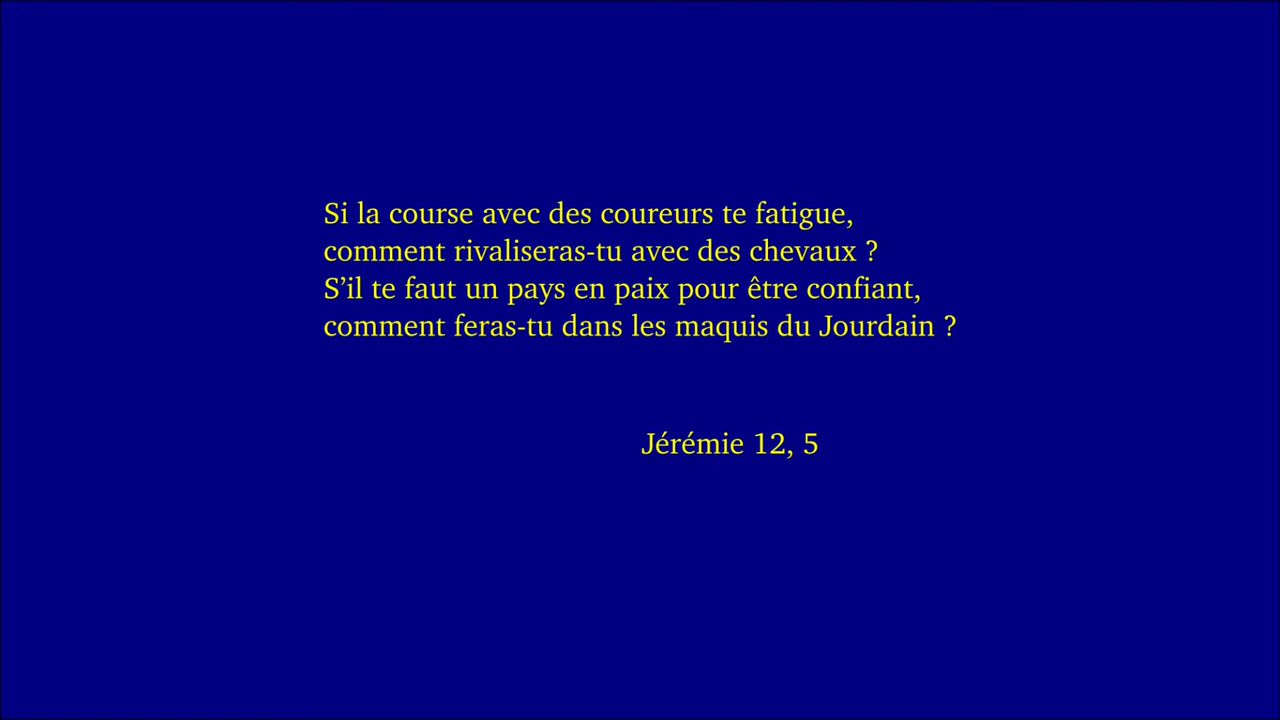 Si la course avec des coureurs te fatigue,
comment rivaliseras-tu avec des chevaux ?
S’il te faut un pays en paix pour être confiant,
comment feras-tu dans les maquis du Jourdain ?
Jérémie 12, 5